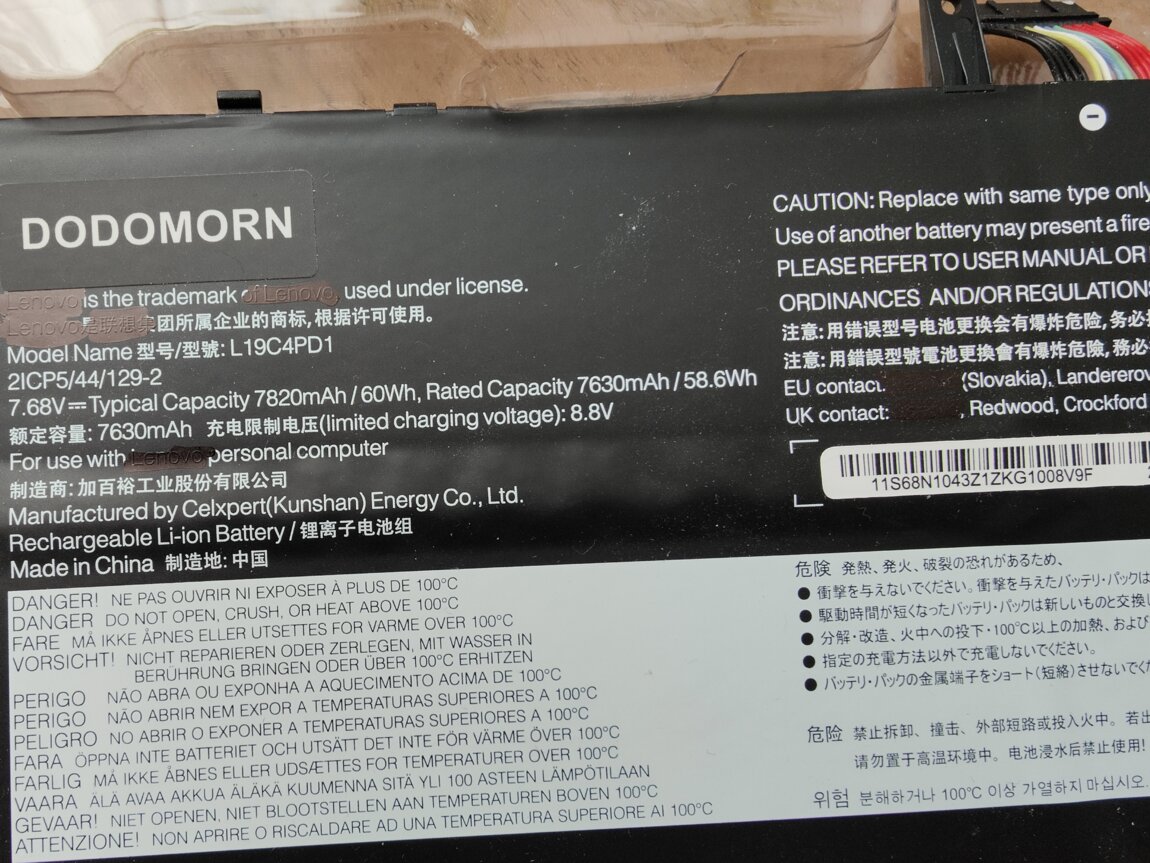 DODOMORN
Lenovo is the trademark of Lenovo, used under license.
Lenovo是联想集团所属企业的商标,根据许可使用。
Model Name 型号/型號: L19C4PD1
2ICP5/44/129-2
7.68V⎓Typical Capacity 7820mAh / 60Wh, Rated Capacity 7630mAh / 58.6Wh
额定容量: 7630mAh 充电限制电压(limited charging voltage): 8.8V
For use with Lenovo personal computer
制造商: 加百裕工业股份有限公司
Manufactured by Celxpert(Kunshan) Energy Co., Ltd.
Rechargeable Li-ion Battery / 锂离子电池组
Made in China 制造地: 中国
CAUTION: Replace with same type only
Use of another battery may present a fire
PLEASE REFER TO USER MANUAL OR
ORDINANCES AND/OR REGULATIONS
注意: 用错误型号电池更换会有爆炸危险, 务必
注意: 用錯誤型號電池更換會有爆炸危險, 務必
EU contact: (Slovakia), Landererov
UK contact: , Redwood, Crockford
11S68N1043Z1ZKG1008V9F
DANGER! NE PAS OUVRIR NI EXPOSER À PLUS DE 100°C
DANGER DO NOT OPEN, CRUSH, OR HEAT ABOVE 100°C
FARE MÅ IKKE ÅPNES ELLER UTSETTES FOR VARME OVER 100°C
VORSICHT! NICHT REPARIEREN ODER ZERLEGEN, MIT WASSER IN
BERÜHRUNG BRINGEN ODER ÜBER 100°C ERHITZEN
PERIGO NÃO ABRA OU EXPONHA A AQUECIMENTO ACIMA DE 100°C
PERIGO NÃO ABRIR NEM EXPOR A TEMPERATURAS SUPERIORES A 100°C
PELIGRO NO ABRIR O EXPONER A TEMPERATURAS SUPERIORES A 100°C
FARA ÖPPNA INTE BATTERIET OCH UTSÄTT DET INTE FÖR VÄRME ÖVER 100°C
FARLIG MÅ IKKE ÅBNES ELLER UDSÆTTES FOR TEMPERATURER OVER 100°C
VAARA ÄLÄ AVAA AKKUA ÄLÄKÄ KUUMENNA SITÄ YLI 100 ASTEEN LÄMPÖTILAAN
GEVAAR! NIET OPENEN, NIET BLOOTSTELLEN AAN TEMPERATUREN BOVEN 100°C
ATTENZIONE! NON APRIRE O RISCALDARE AD UNA TEMPERATURA SUPERIORE AI 100°C
危険 発熱、発火、破裂の恐れがあるため、
● 衝撃を与えないでください。衝撃を与えたバッテリ・パックは
● 駆動時間が短くなったバッテリ・パックは新しいものと交換し
● 分解・改造、火中への投下・100°C以上の加熱、および
● 指定の充電方法以外で充電しないでください。
● バッテリ・パックの金属端子をショート(短絡)させないでくだ
危险 禁止拆卸、撞击、外部短路或投入火中。若出
请勿置于高温环境中。电池浸水后禁止使用!
위험 분해하거나 100°C 이상 가열하지 마십시오.